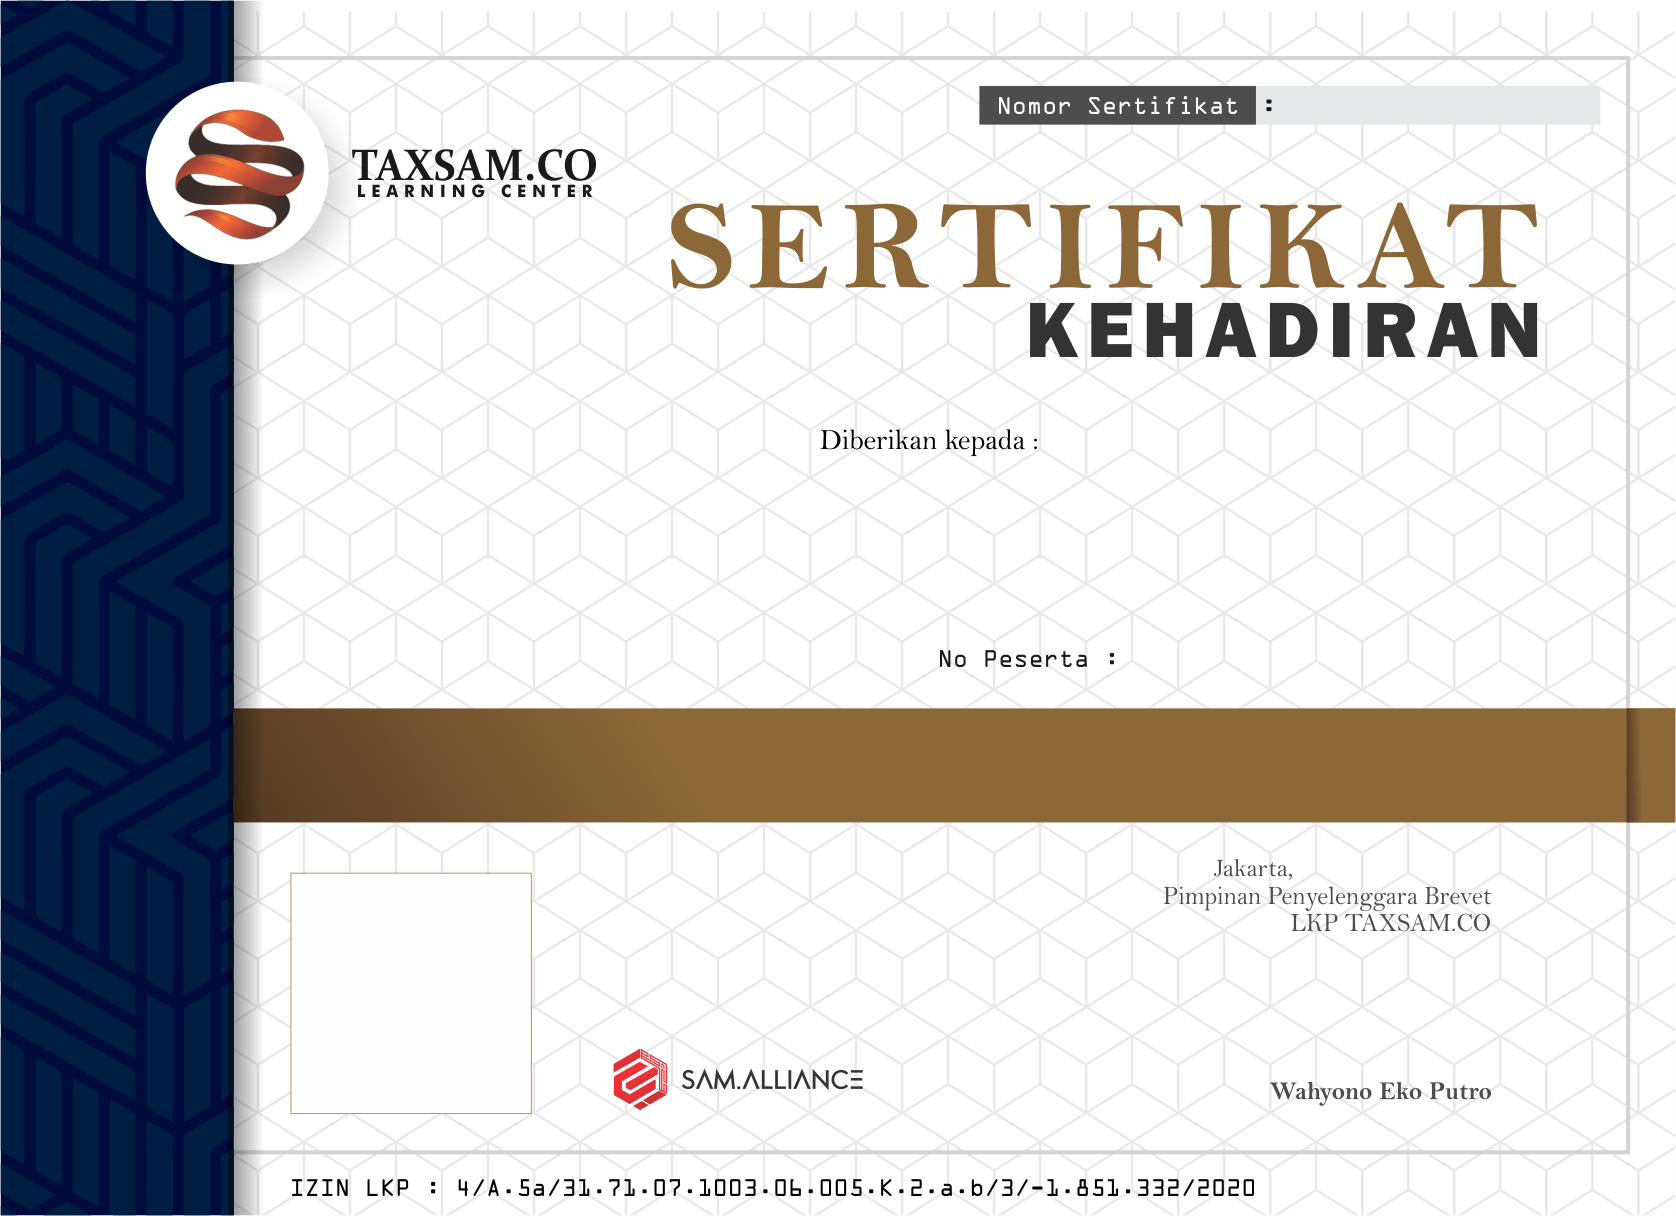 Nomor Sertifikat :
TAXSAM.CO
LEARNING CENTER
SERTIFIKAT
KEHADIRAN
Diberikan kepada :
No Peserta :
Jakarta,
Pimpinan Penyelenggara Brevet
LKP TAXSAM.CO
SAM.ALLIANCE
Wahyono Eko Putro
IZIN LKP : 4/A.5a/31.71.07.1003.06.005.K.2.a.b/3/-1.851.332/2020